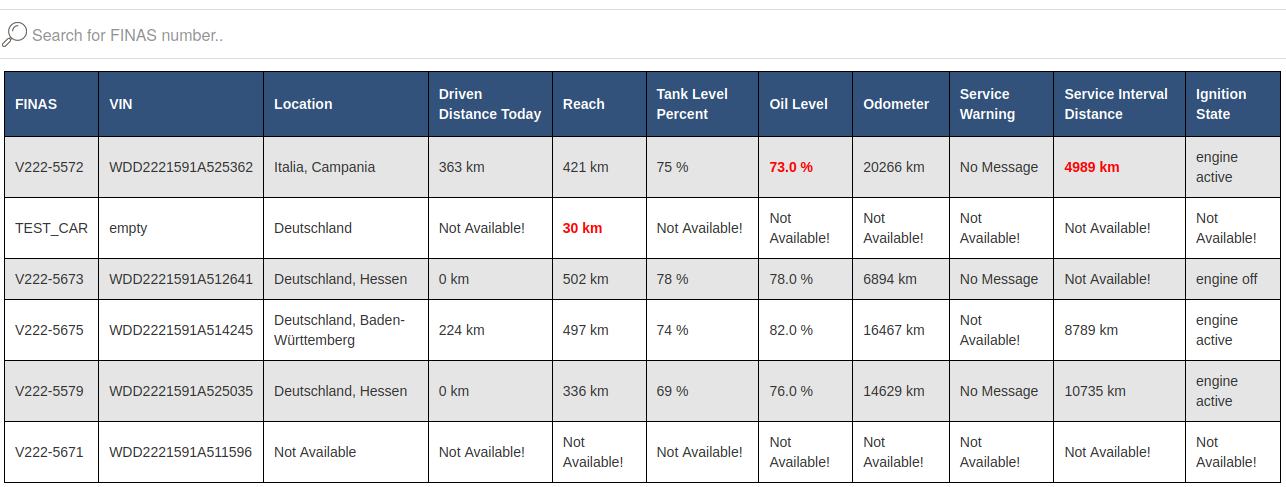 Search for FINAS number..
FINAS VIN Location Driven Distance Today Reach Tank Level Percent Oil Level Odometer Service Warning Service Interval Distance Ignition State
V222-5572 WDD2221591A525362 Italia, Campania 363 km 421 km 75 % 73.0 % 20266 km No Message 4989 km engine active
TEST_CAR empty Deutschland Not Available! 30 km Not Available! Not Available! Not Available! Not Available! Not Available! Not Available!
V222-5673 WDD2221591A512641 Deutschland, Hessen 0 km 502 km 78 % 78.0 % 6894 km No Message Not Available! engine off
V222-5675 WDD2221591A514245 Deutschland, Baden-Württemberg 224 km 497 km 74 % 82.0 % 16467 km Not Available! 8789 km engine active
V222-5579 WDD2221591A525035 Deutschland, Hessen 0 km 336 km 69 % 76.0 % 14629 km No Message 10735 km engine active
V222-5671 WDD2221591A511596 Not Available Not Available! Not Available! Not Available! Not Available! Not Available! Not Available! Not Available! Not Available!